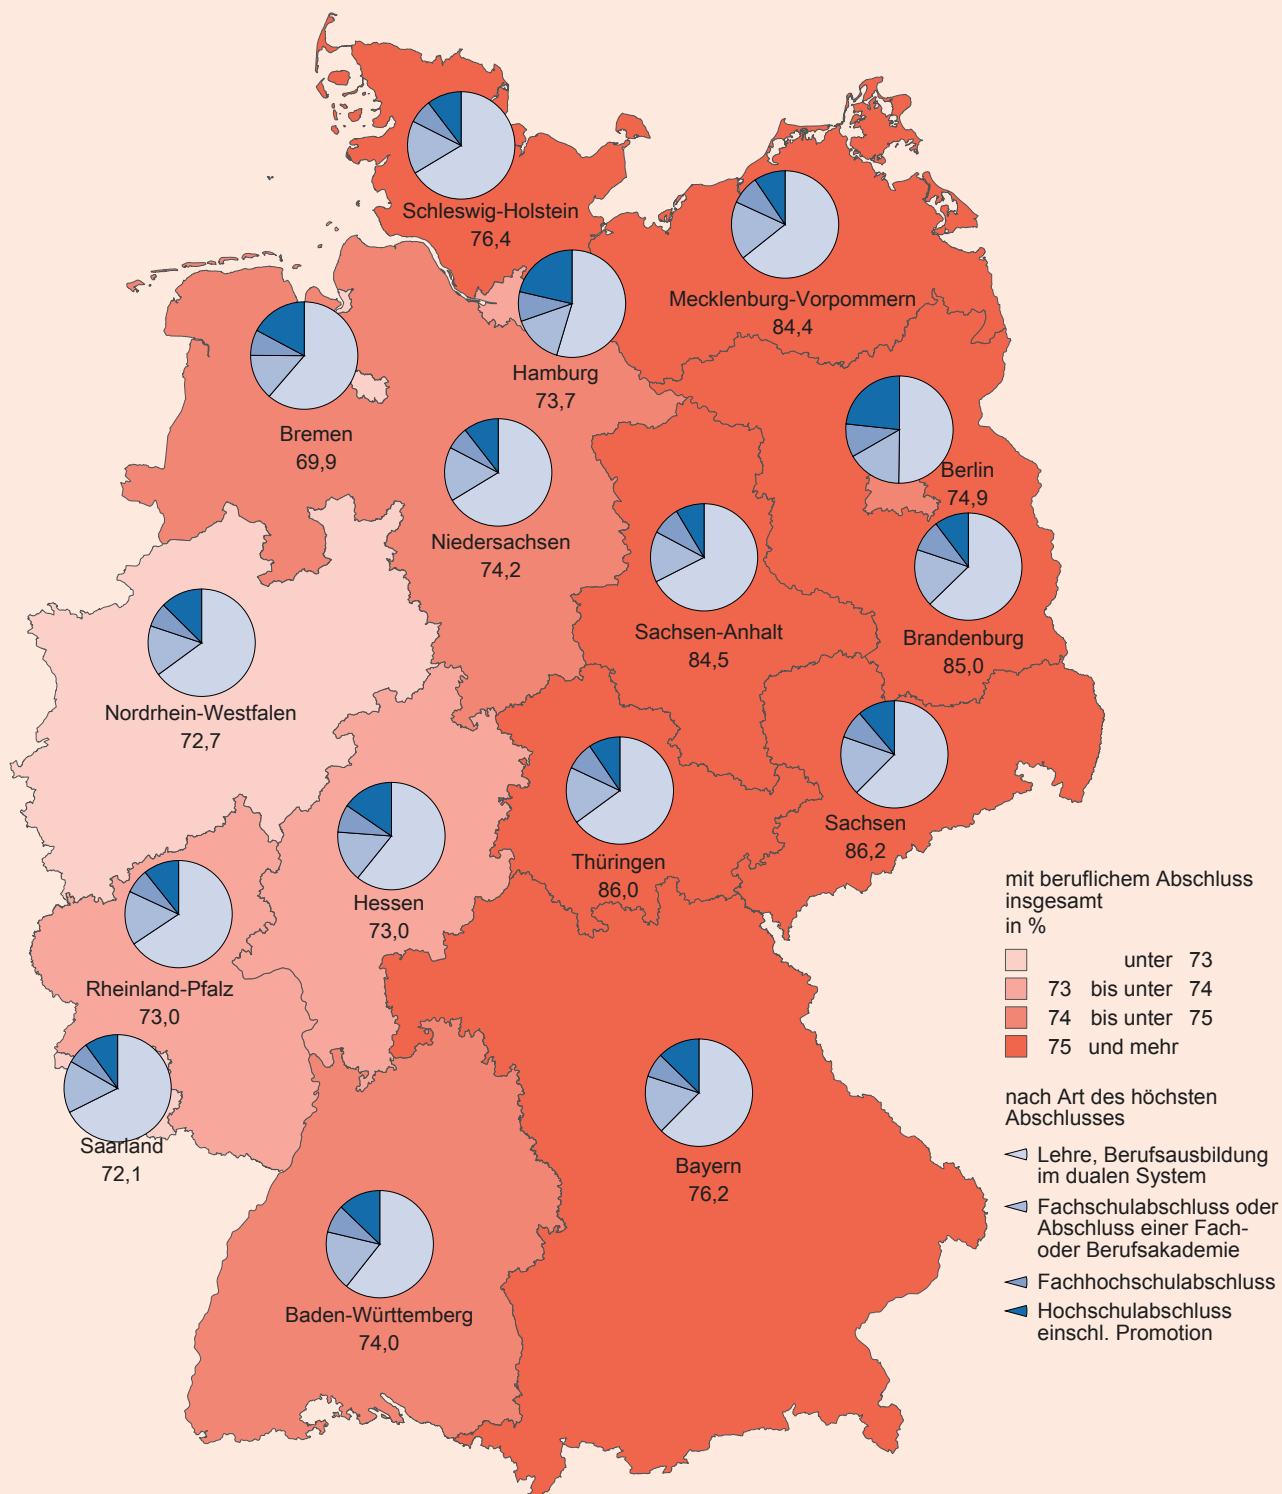 Schleswig-Holstein
76,4
Mecklenburg-Vorpommern
84,4
Hamburg
73,7
Bremen
69,9
Berlin
74,9
Niedersachsen
74,2
Sachsen-Anhalt
84,5
Brandenburg
85,0
Nordrhein-Westfalen
72,7
Sachsen
86,2
Thüringen
86,0
Hessen
73,0
Rheinland-Pfalz
73,0
Saarland
72,1
Bayern
76,2
Baden-Württemberg
74,0
mit beruflichem Abschluss
insgesamt
in %
unter 73
73 bis unter 74
74 bis unter 75
75 und mehr
nach Art des höchsten
Abschlusses
Lehre, Berufsausbildung
im dualen System
Fachschulabschluss oder
Abschluss einer Fach-
oder Berufsakademie
Fachhochschulabschluss
Hochschulabschluss
einschl. Promotion